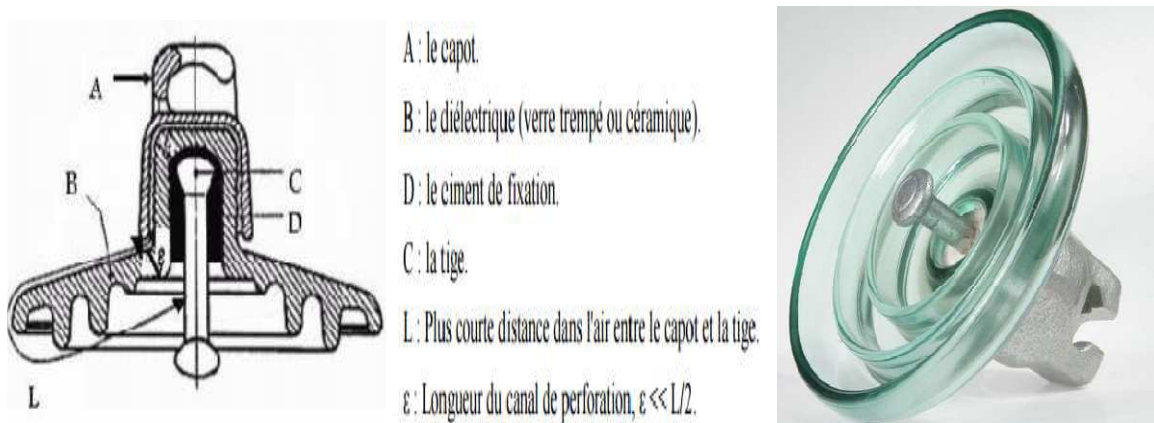 A
B
C
D
ε
L
A : le capot.
B : le diélectrique (verre trempé ou céramique).
D : le ciment de fixation.
C : la tige.
L : Plus courte distance dans l'air entre le capot et la tige.
ε : Longueur du canal de perforation, ε << L/2.